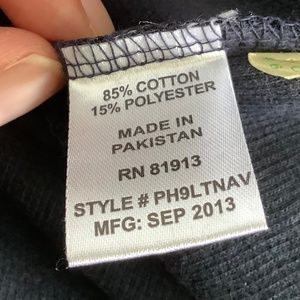 85% COTTON
15% POLYESTER
MADE IN
PAKISTAN
RN 81913
STYLE # PH9LTNAV
MFG: SEP 2013